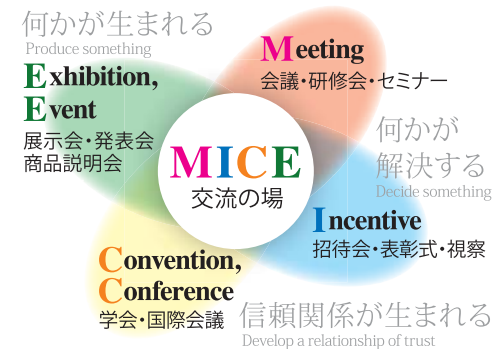 何かが生まれる
Produce something
Exhibition,
Event
展示会・発表会
商品説明会
Meeting
会議・研修会・セミナー
何かが
解決する
Decide something
MICE
交流の場
Incentive
招待会・表彰式・視察
Convention,
Conference
学会・国際会議
信頼関係が生まれる
Develop a relationship of trust